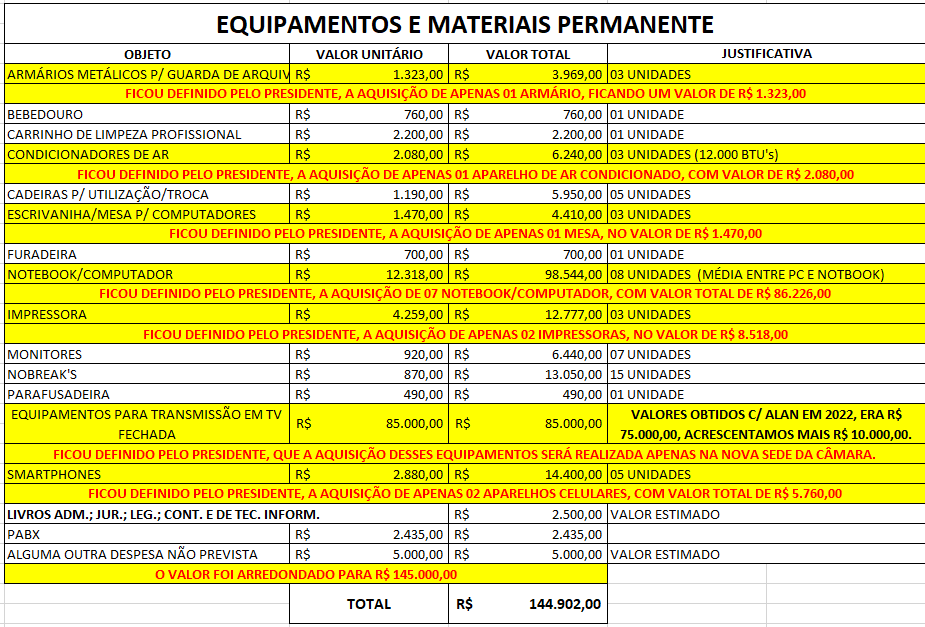 EQUIPAMENTOS E MATERIAIS PERMANENTE
OBJETO VALOR UNITÁRIO VALOR TOTAL JUSTIFICATIVA
ARMÁRIOS METÁLICOS P/ GUARDA DE ARQUIV R$ 1.323,00 R$ 3.969,00 03 UNIDADES
FICOU DEFINIDO PELO PRESIDENTE, A AQUISIÇÃO DE APENAS 01 ARMÁRIO, FICANDO UM VALOR DE R$ 1.323,00
BEBEDOURO R$ 760,00 R$ 760,00 01 UNIDADE
CARRINHO DE LIMPEZA PROFISSIONAL R$ 2.200,00 R$ 2.200,00 01 UNIDADE
CONDICIONADORES DE AR R$ 2.080,00 R$ 6.240,00 03 UNIDADES (12.000 BTU's)
FICOU DEFINIDO PELO PRESIDENTE, A AQUISIÇÃO DE APENAS 01 APARELHO DE AR CONDICIONADO, COM VALOR DE R$ 2.080,00
CADEIRAS P/ UTILIZAÇÃO/TROCA R$ 1.190,00 R$ 5.950,00 05 UNIDADES
ESCRIVANIHA/MESA P/ COMPUTADORES R$ 1.470,00 R$ 4.410,00 03 UNIDADES
FICOU DEFINIDO PELO PRESIDENTE, A AQUISIÇÃO DE APENAS 01 MESA, NO VALOR DE R$ 1.470,00
FURADEIRA R$ 700,00 R$ 700,00 01 UNIDADE
NOTEBOOK/COMPUTADOR R$ 12.318,00 R$ 98.544,00 08 UNIDADES (MÉDIA ENTRE PC E NOTBOOK)
FICOU DEFINIDO PELO PRESIDENTE, A AQUISIÇÃO DE 07 NOTEBOOK/COMPUTADOR, COM VALOR TOTAL DE R$ 86.226,00
IMPRESSORA R$ 4.259,00 R$ 12.777,00 03 UNIDADES
FICOU DEFINIDO PELO PRESIDENTE, A AQUISIÇÃO DE APENAS 02 IMPRESSORAS, NO VALOR DE R$ 8.518,00
MONITORES R$ 920,00 R$ 6.440,00 07 UNIDADES
NOBREAK'S R$ 870,00 R$ 13.050,00 15 UNIDADES
PARAFUSADEIRA R$ 490,00 R$ 490,00 01 UNIDADE
EQUIPAMENTOS PARA TRANSMISSÃO EM TV
FECHADA R$ 85.000,00 R$ 85.000,00
VALORES OBTIDOS C/ ALAN EM 2022, ERA R$
75.000,00, ACRESCENTAMOS MAIS R$ 10.000,00.
FICOU DEFINIDO PELO PRESIDENTE, QUE A AQUISIÇÃO DESSES EQUIPAMENTOS SERÁ REALIZADA APENAS NA NOVA SEDE DA CÂMARA.
SMARTPHONES R$ 2.880,00 R$ 14.400,00 05 UNIDADES
FICOU DEFINIDO PELO PRESIDENTE, A AQUISIÇÃO DE APENAS 02 APARELHOS CELULARES, COM VALOR TOTAL DE R$ 5.760,00
LIVROS ADM.; JUR.; LEG.; CONT. E DE TEC. INFORM. R$ 2.500,00 VALOR ESTIMADO
PABX R$ 2.435,00 R$ 2.435,00
ALGUMA OUTRA DESPESA NÃO PREVISTA R$ 5.000,00 R$ 5.000,00 VALOR ESTIMADO
O VALOR FOI ARREDONDADO PARA R$ 145.000,00
TOTAL R$ 144.902,00